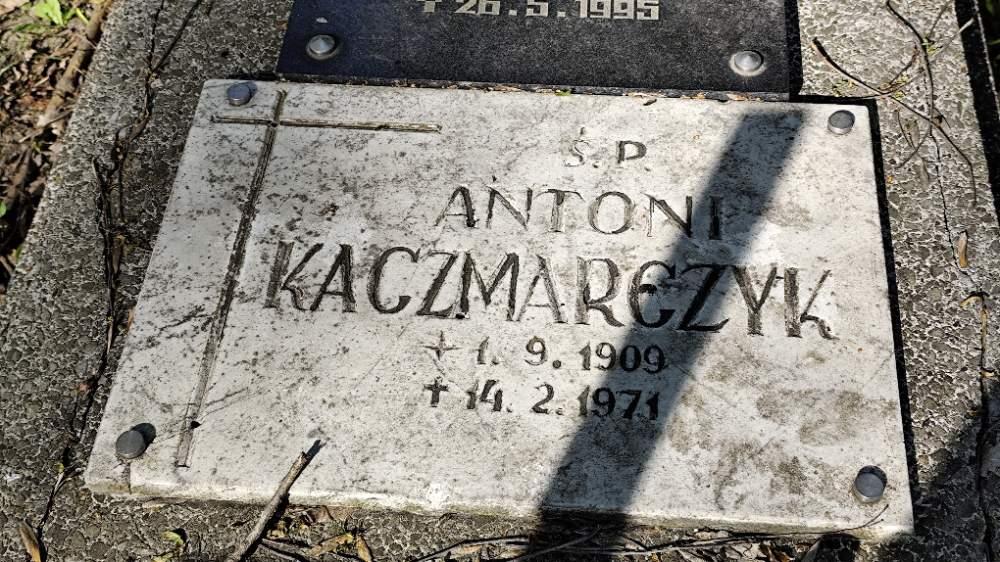 ✝ 26.5.1995
Ś.P.
ANTONI
KACZMARCZYK
✢ 1. 9. 1909
✝ 14. 2. 1971